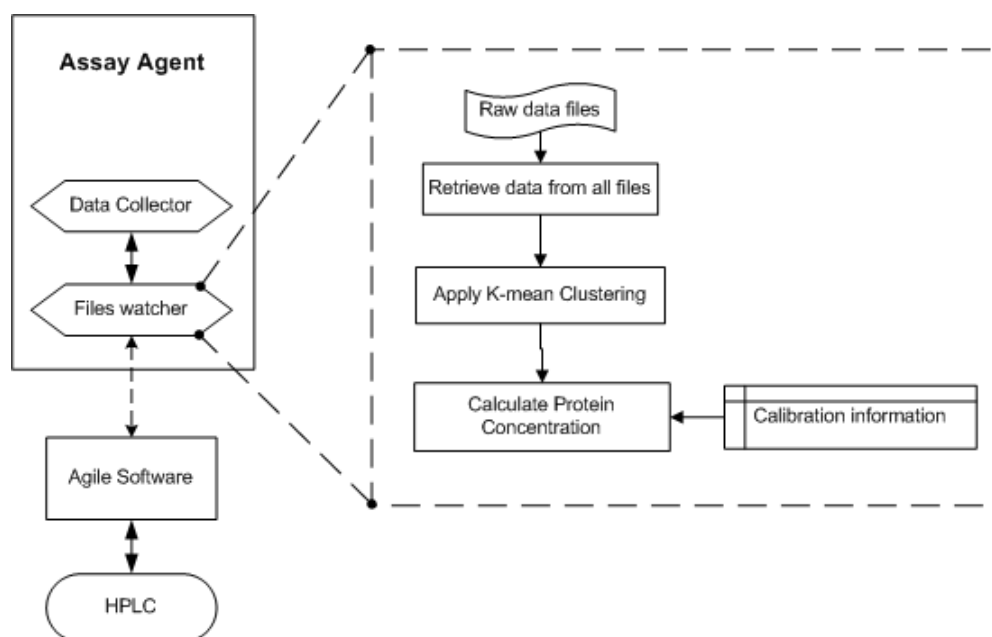 Assay Agent
Data Collector
Files watcher
Agile Software
HPLC
Raw data files
Retrieve data from all files
Apply K-mean Clustering
Calculate Protein
Concentration
Calibration information